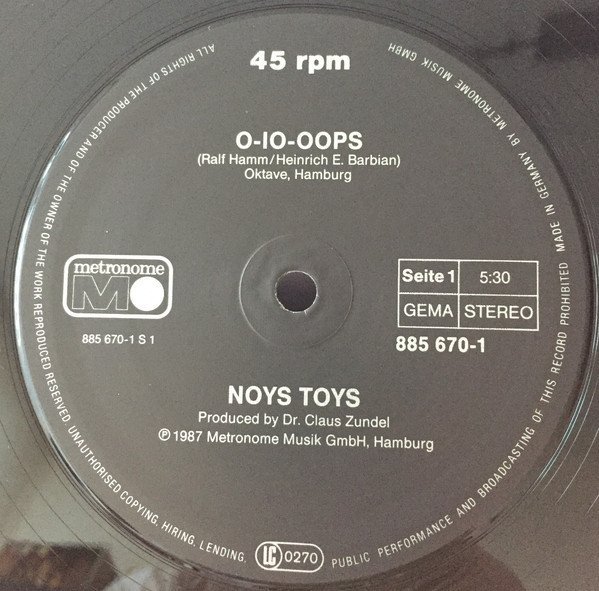 45 rpm
O-IO-OOPS
(Ralf Hamm/Heinrich E. Barbian)
Oktave, Hamburg
metronome
MO
885 670-1 S 1
Seite 1 5:30
GEMA STEREO
885 670-1
NOYS TOYS
Produced by Dr. Claus Zundel
℗ 1987 Metronome Musik GmbH, Hamburg
ALL RIGHTS OF THE PRODUCER AND OF THE OWNER OF THE WORK REPRODUCED RESERVED. UNAUTHORISED COPYING, HIRING, LENDING, PUBLIC PERFORMANCE AND BROADCASTING OF THIS RECORD PROHIBITED MADE IN GERMANY BY METRONOME MUSIK GMBH
LC 0270